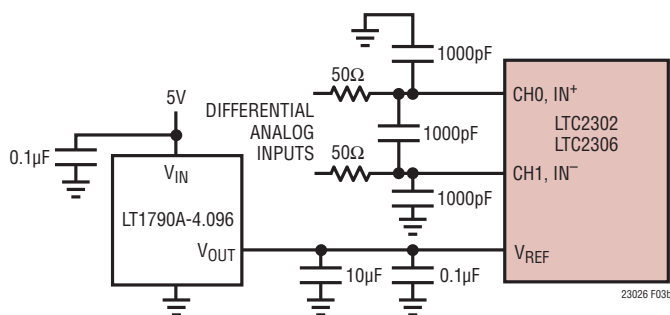 1000pF
50Ω
5V
DIFFERENTIAL
ANALOG
INPUTS
CH0, IN+
LTC2302
LTC2306
0.1µF
1000pF
50Ω
CH1, IN–
VIN
1000pF
LT1790A-4.096
VOUT
VREF
10µF
0.1µF
23026 F03b